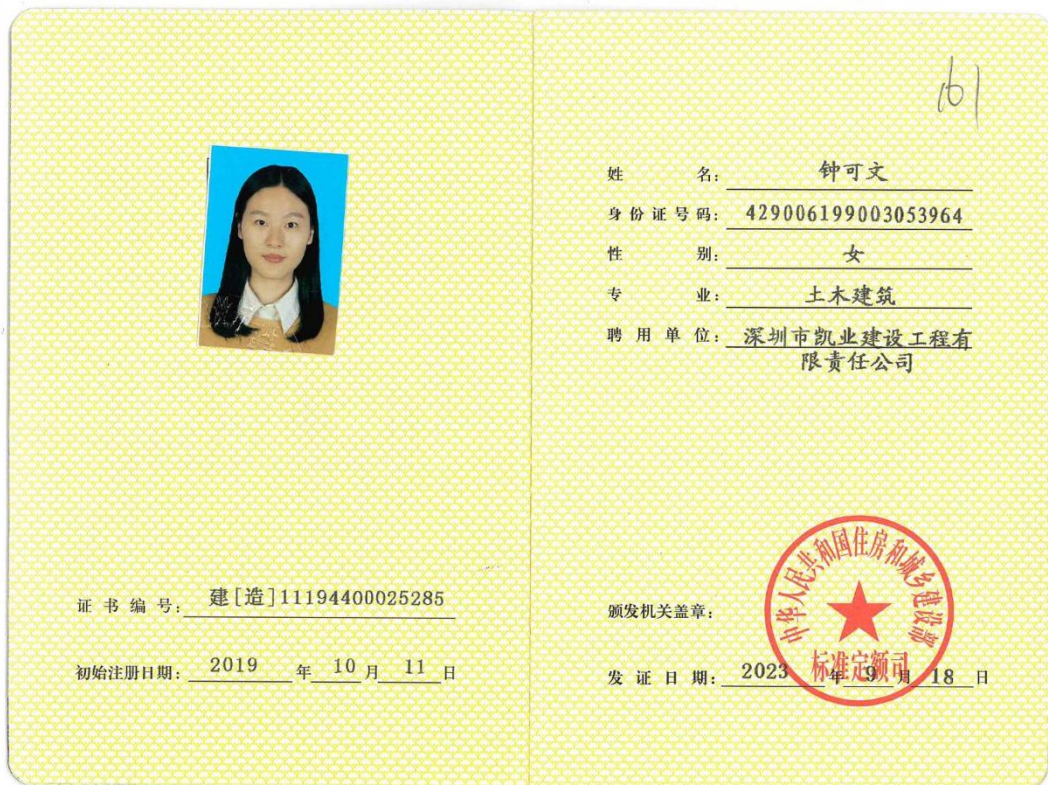 161
姓名：钟可文
身份证号码：429006199003053964
性别：女
专业：土木建筑
聘用单位：深圳市凯业建设工程有
限责任公司
证书编号：建[造]11194400025285
初始注册日期：2019年10月11日
颁发机关盖章：
中华人民共和国住房和城乡建设部
标准定额司
发证日期：2023年9月18日